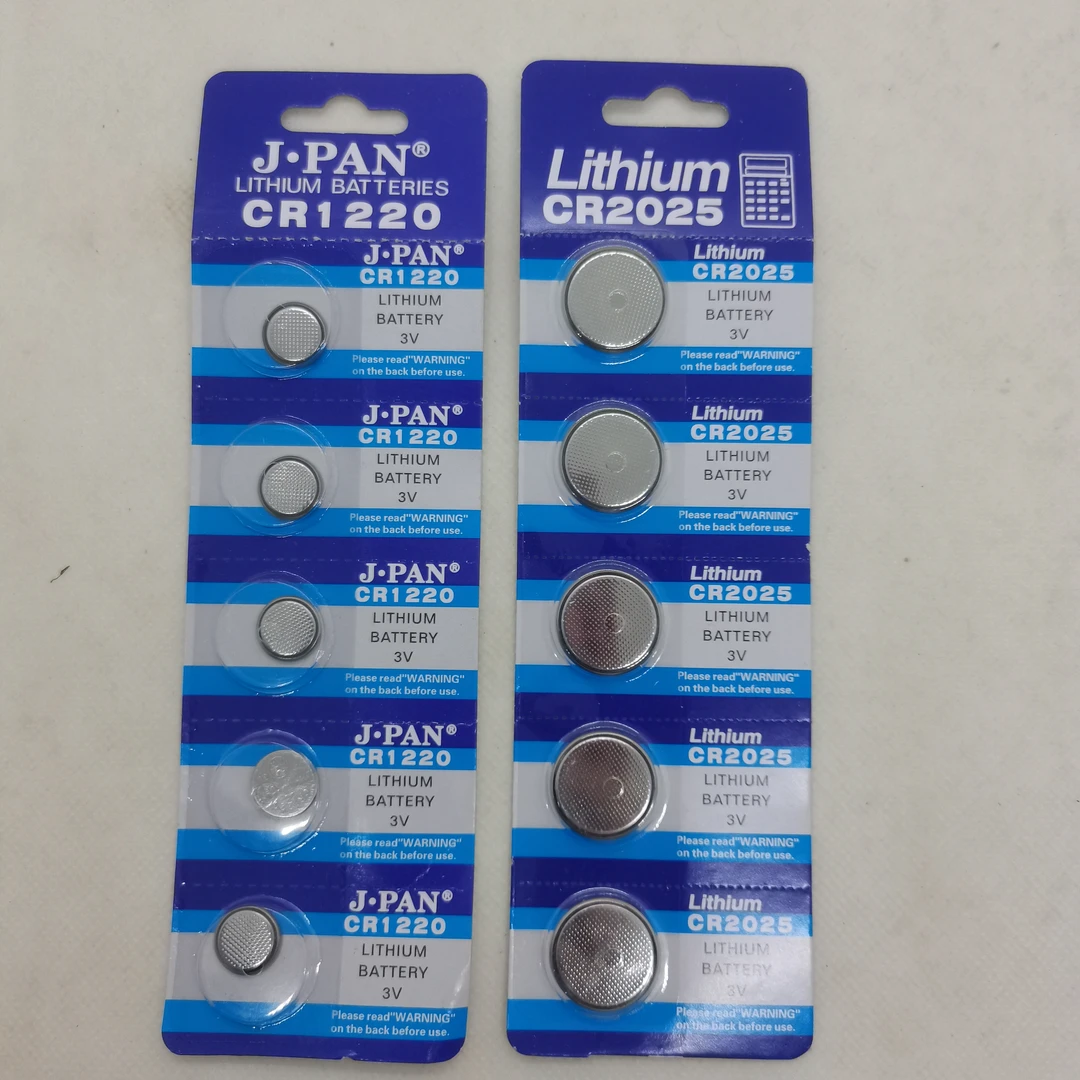 J·PAN®
LITHIUM BATTERIES
CR1220
J·PAN®
CR1220
LITHIUM
BATTERY
3V
Please read"WARNING"
on the back before use.
J·PAN®
CR1220
LITHIUM
BATTERY
3V
Please read"WARNING"
on the back before use.
J·PAN®
CR1220
LITHIUM
BATTERY
3V
Please read"WARNING"
on the back before use.
J·PAN®
CR1220
LITHIUM
BATTERY
3V
Please read"WARNING"
on the back before use.
J·PAN®
CR1220
LITHIUM
BATTERY
3V
Please read"WARNING"
on the back before use.
Lithium
CR2025
Lithium
CR2025
LITHIUM
BATTERY
3V
Please read"WARNING"
on the back before use.
Lithium
CR2025
LITHIUM
BATTERY
3V
Please read"WARNING"
on the back before use.
Lithium
CR2025
LITHIUM
BATTERY
3V
Please read"WARNING"
on the back before use.
Lithium
CR2025
LITHIUM
BATTERY
3V
Please read"WARNING"
on the back before use.
Lithium
CR2025
LITHIUM
BATTERY
3V
Please read"WARNING"
on the back before use.